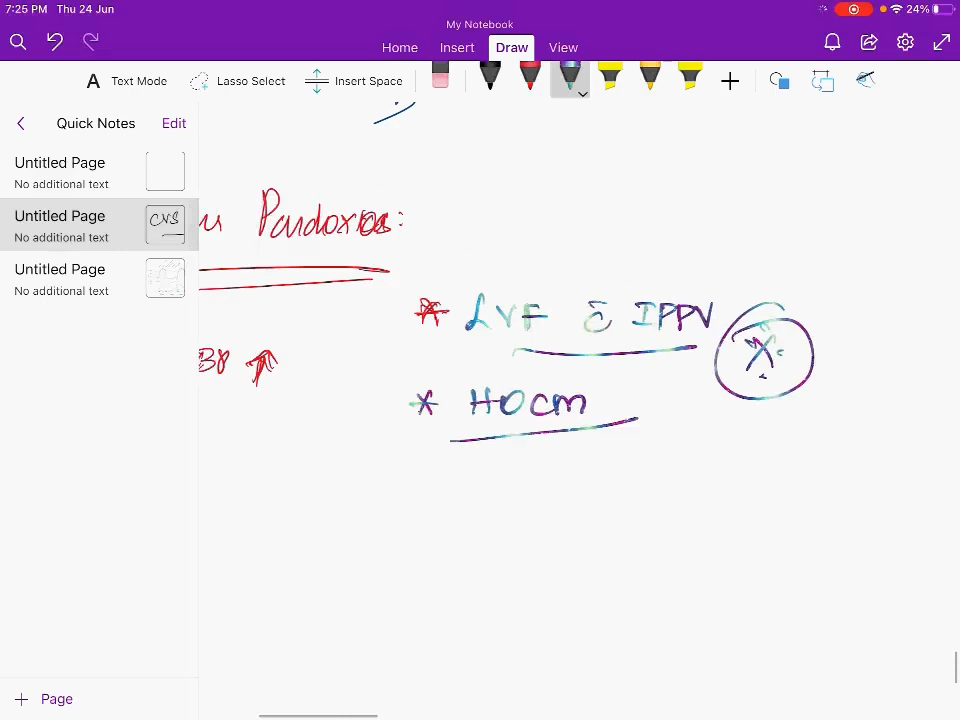 7:25 PM Thu 24 Jun
24%
My Notebook
Home Insert Draw View
A Text Mode Lasso Select Insert Space
Quick Notes Edit
Untitled Page
No additional text
Untitled Page
No additional text
CNS
Untitled Page
No additional text
Page
* LVF c̄ IPPV
* HOCM